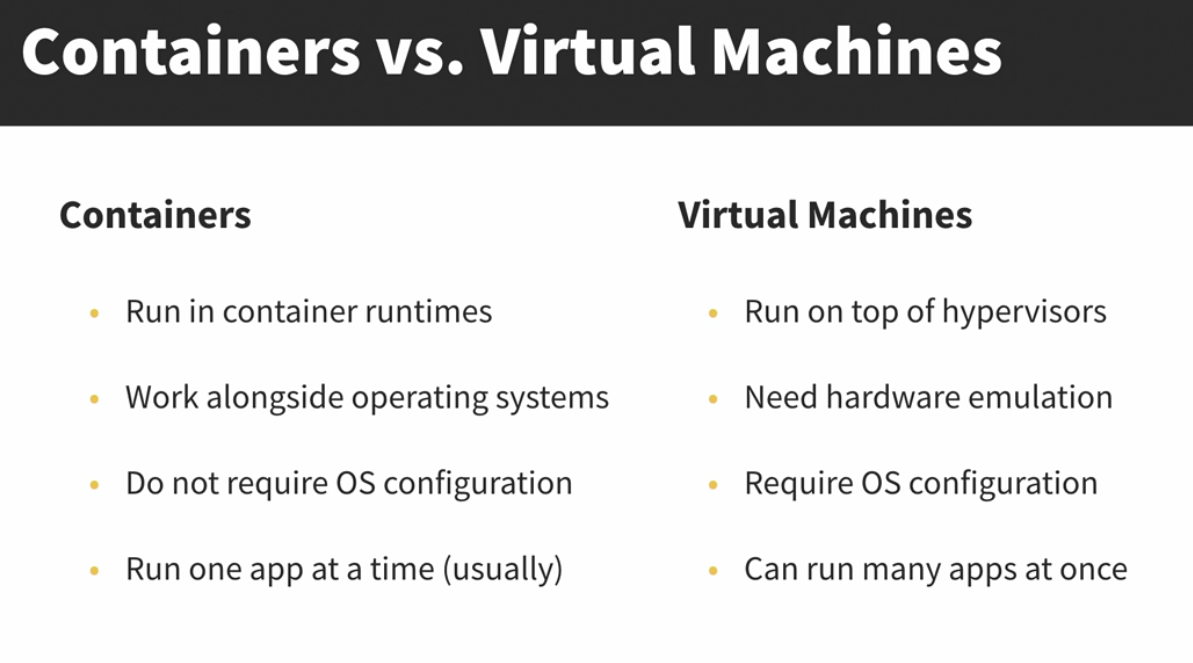 Containers vs. Virtual Machines
Containers
• Run in container runtimes
• Work alongside operating systems
• Do not require OS configuration
• Run one app at a time (usually)
Virtual Machines
• Run on top of hypervisors
• Need hardware emulation
• Require OS configuration
• Can run many apps at once